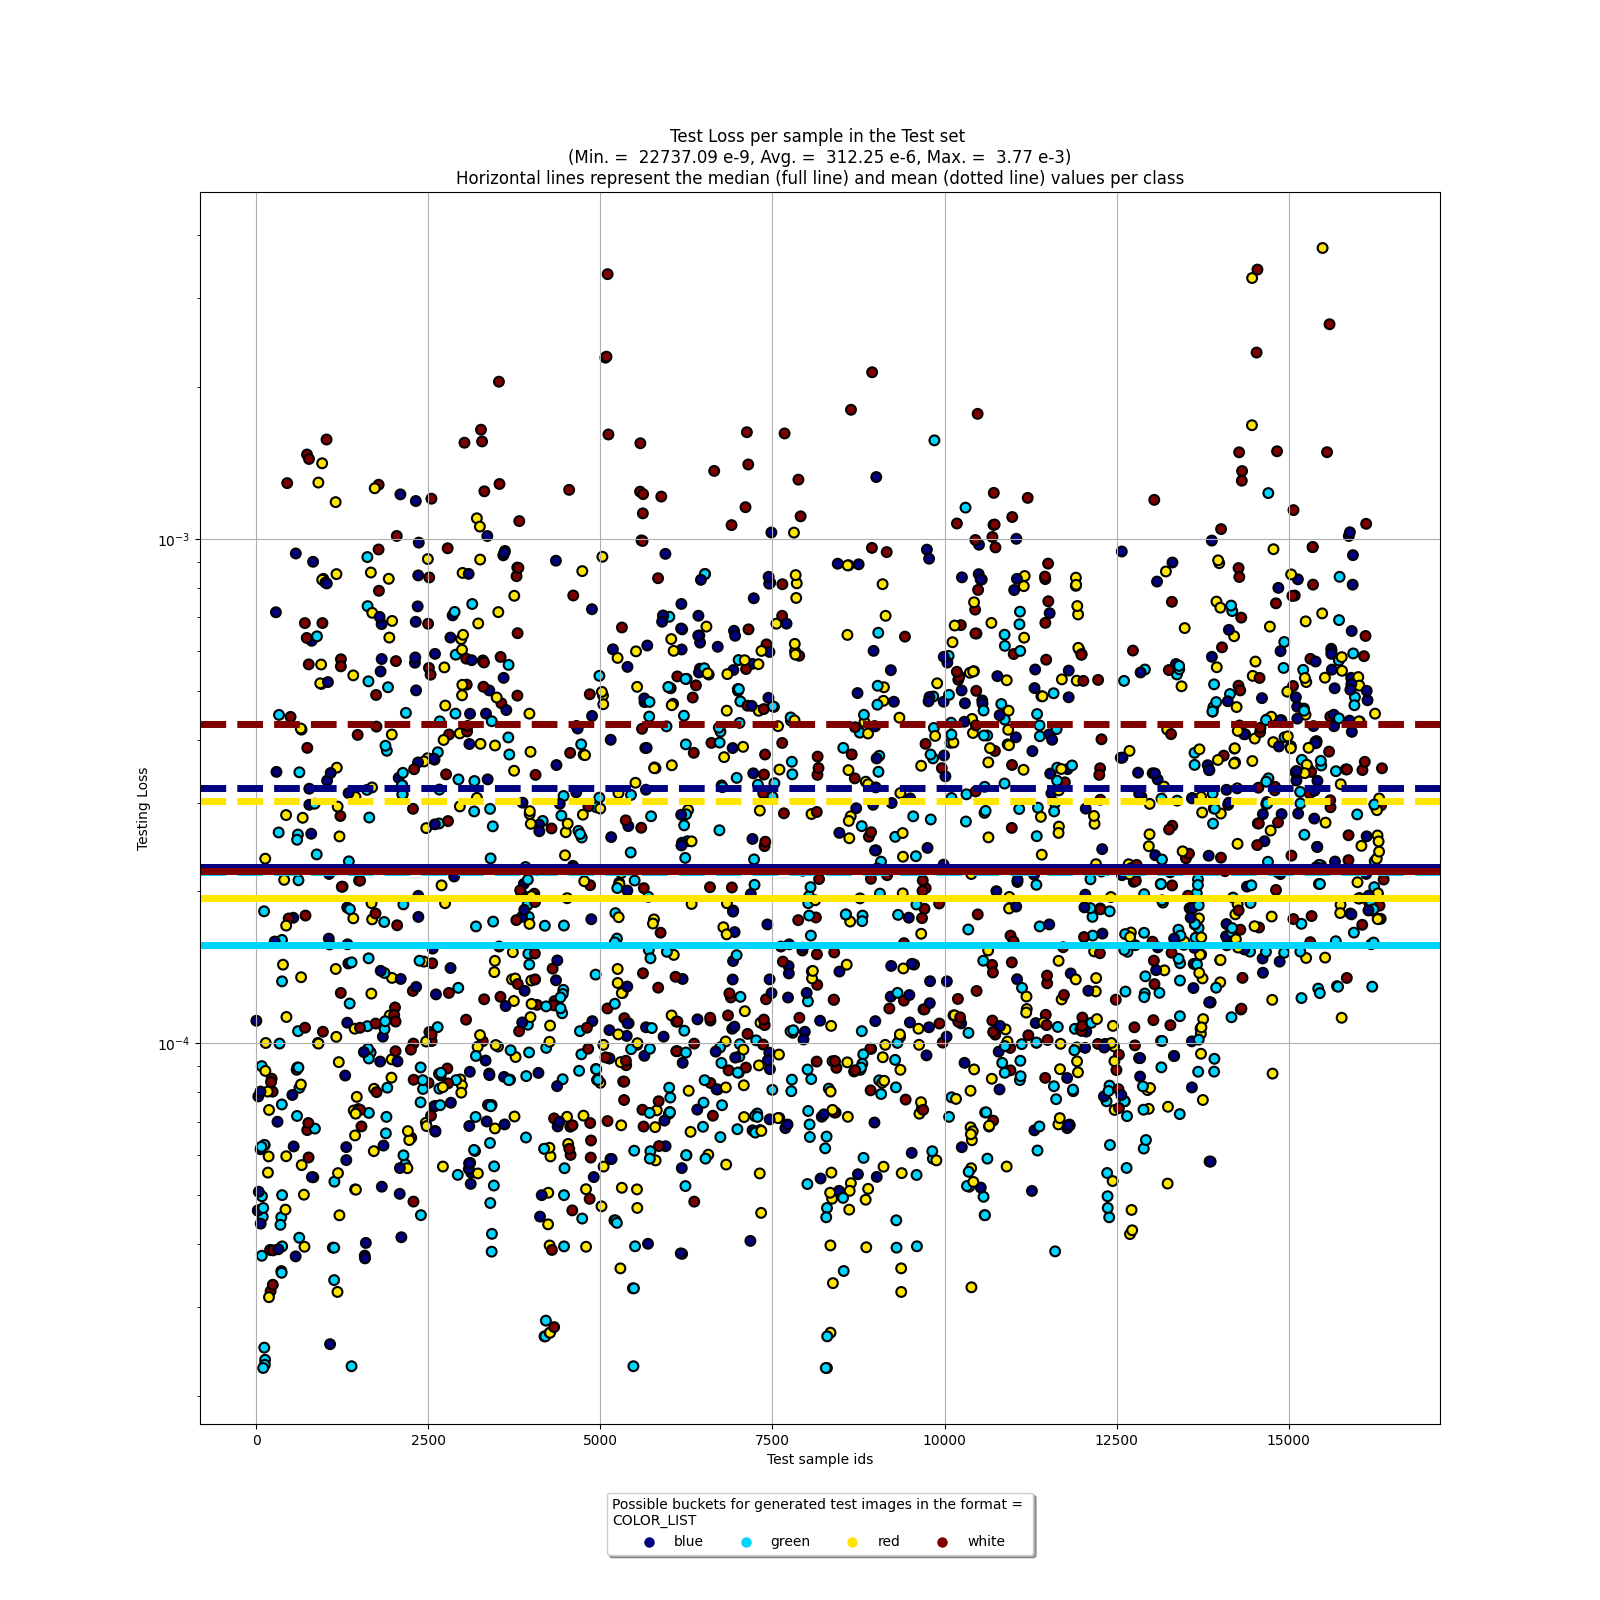 Test Loss per sample in the Test set
(Min. = 22737.09 e-9, Avg. = 312.25 e-6, Max. = 3.77 e-3)
Horizontal lines represent the median (full line) and mean (dotted line) values per class
Testing Loss
10⁻³
10⁻⁴
0 2500 5000 7500 10000 12500 15000
Test sample ids
Possible buckets for generated test images in the format =
COLOR_LIST
blue green red white